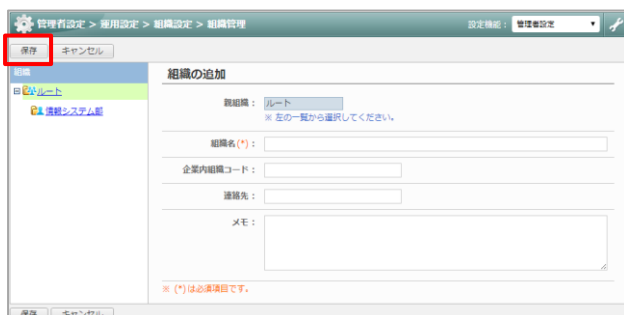 管理者設定 > 運用設定 > 組織設定 > 組織管理 設定機能： 管理者設定
保存 キャンセル
組織 組織の追加
ルート
情報システム部
親組織： ルート
※ 左の一覧から選択してください。
組織名(*)：
企業内組織コード：
連絡先：
メモ：
※ (*)は必須項目です。
保存 キャンセル